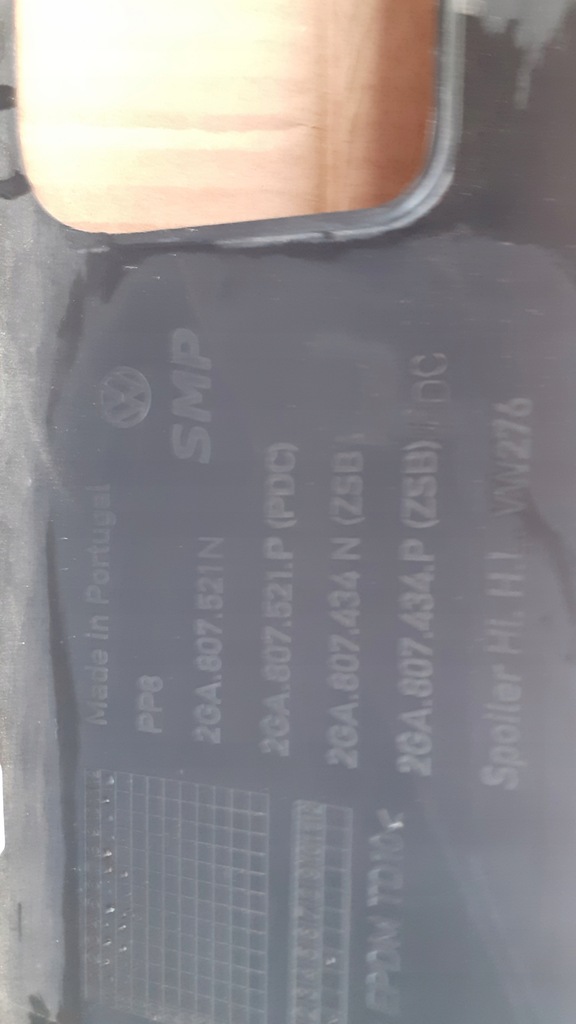 Made in Portugal
PP8
SMP
2GA.807.521 N
2GA.807.521.P (PDC)
2GA.807.434 N (ZSB)
2GA.807.434.P (ZSB) PDC
Spoiler HI. H.L. VW276
EPDM TD10<